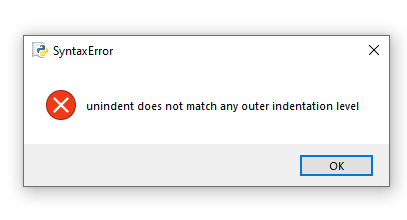 SyntaxError
unindent does not match any outer indentation level
OK